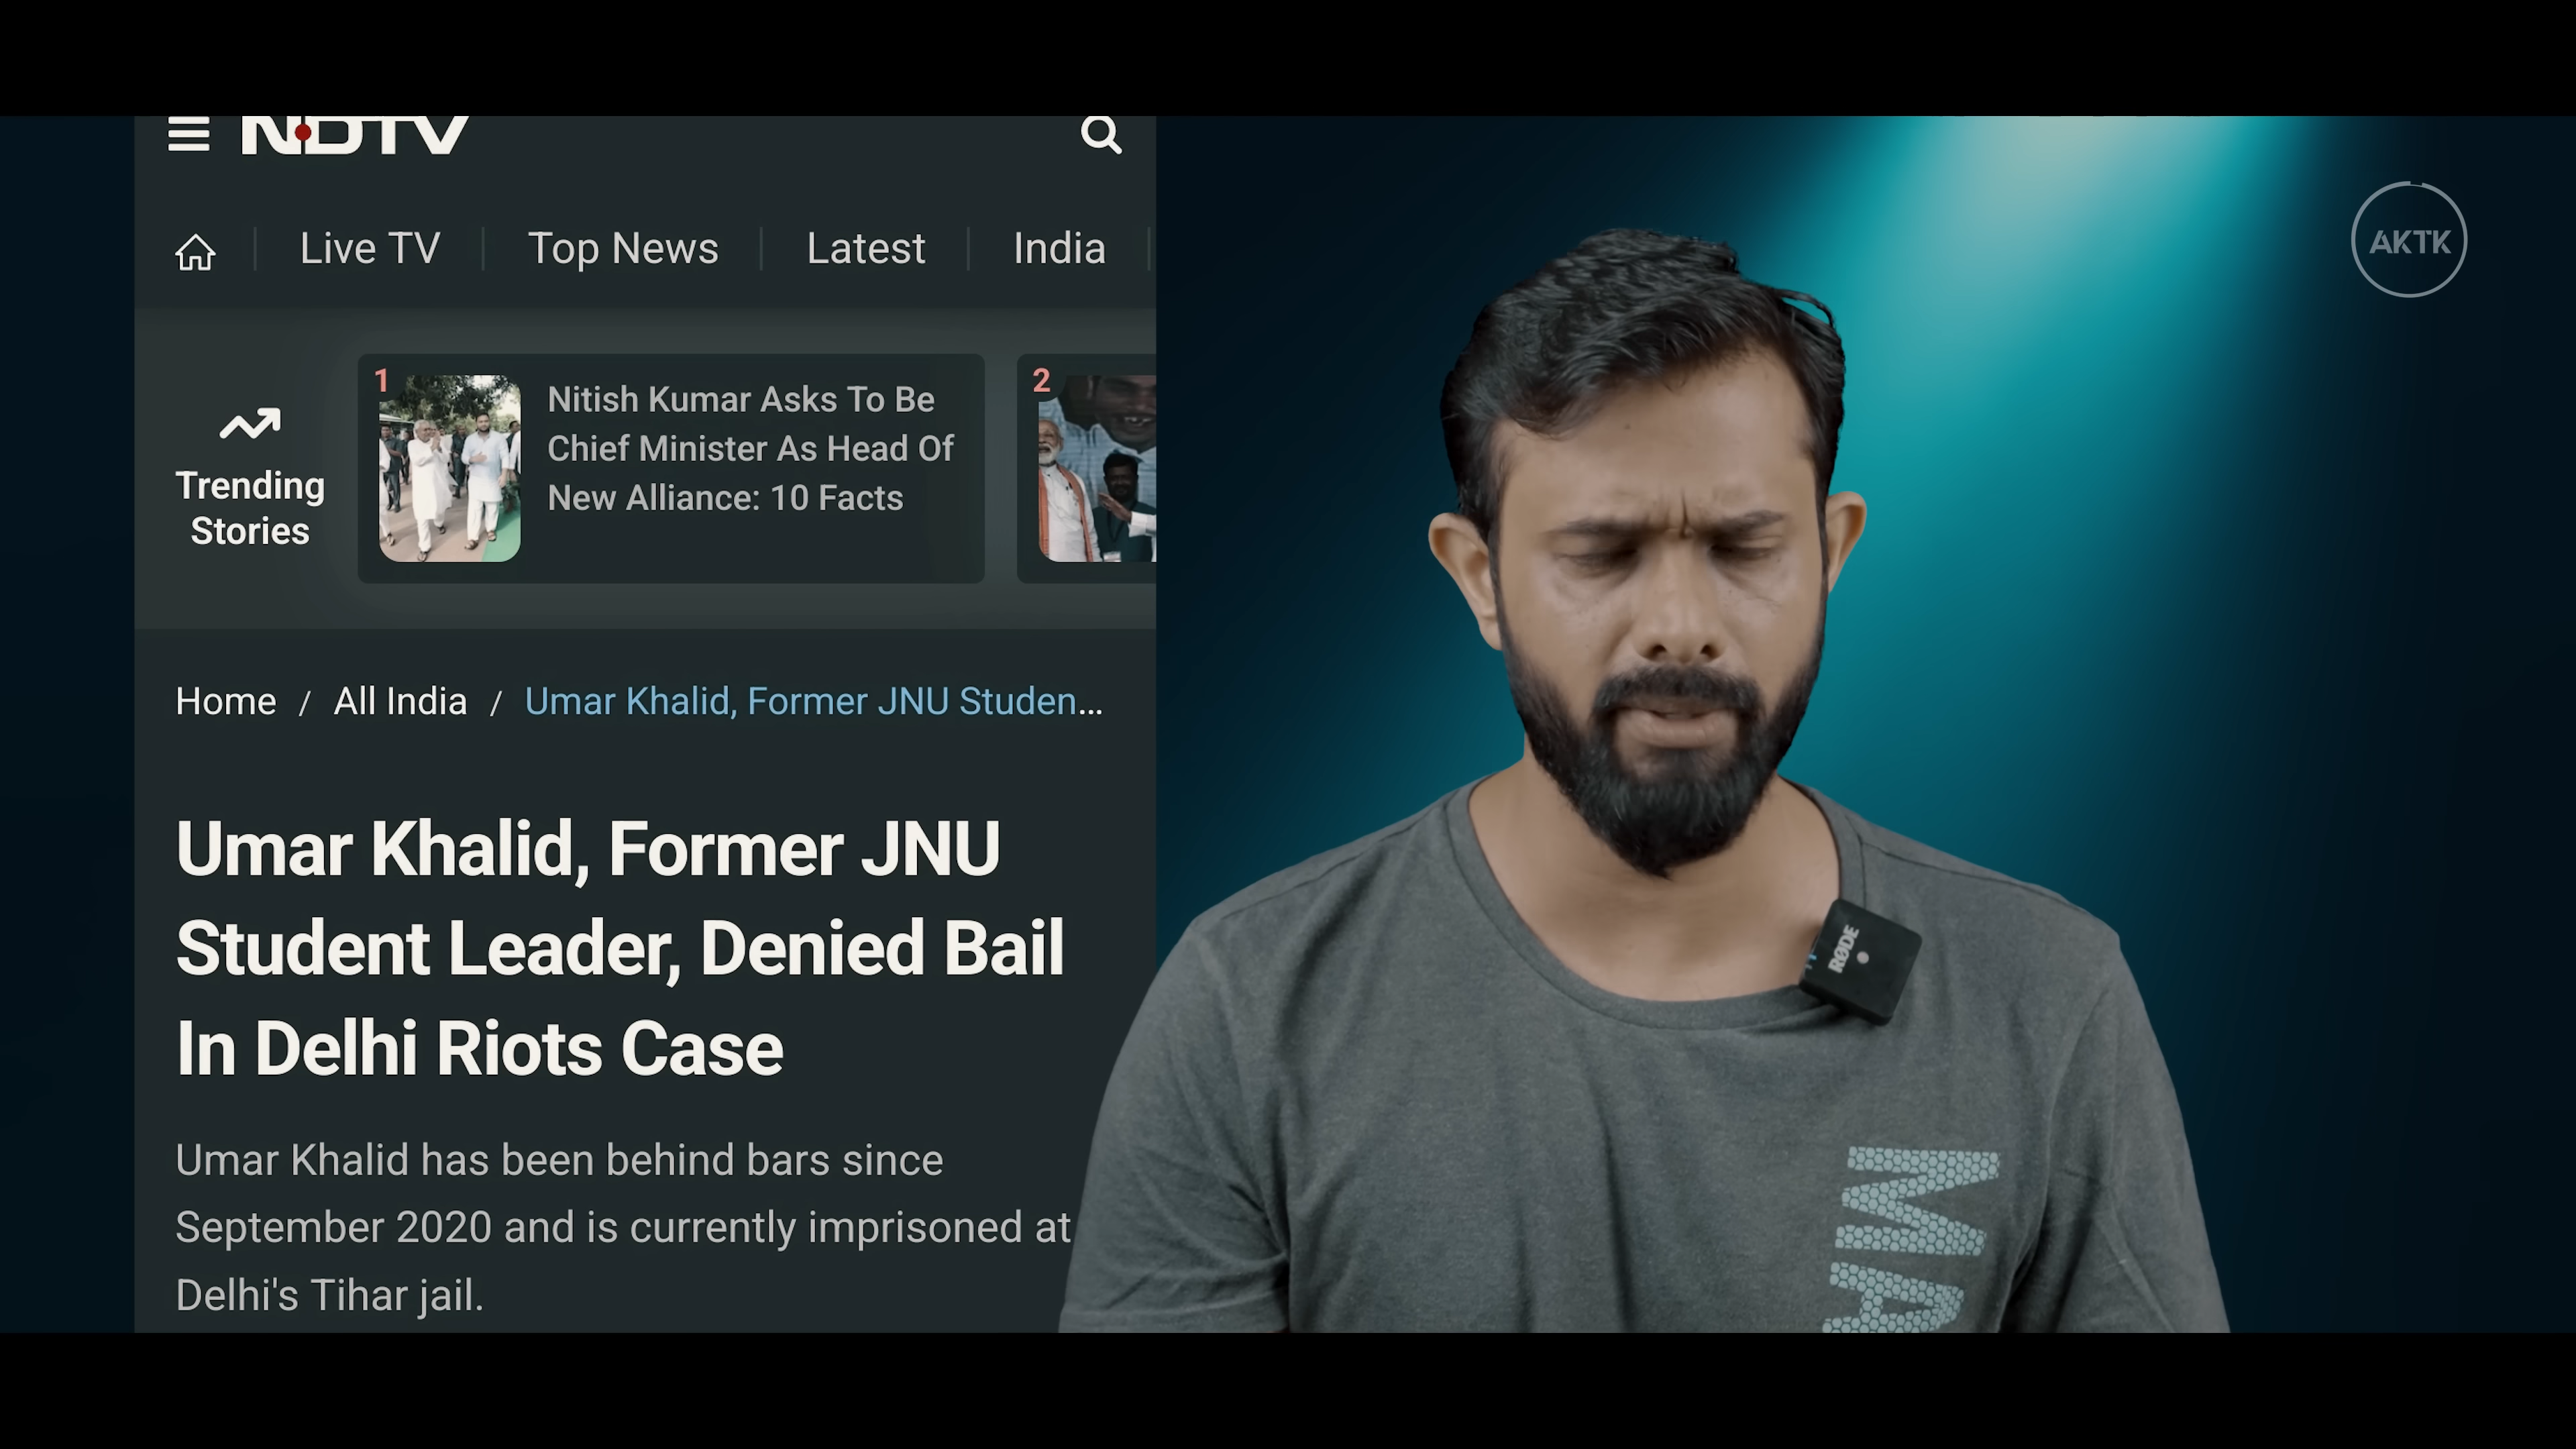 NDTV
Live TV
Top News
Latest
India
AKTK
Trending
Stories
1
Nitish Kumar Asks To Be
Chief Minister As Head Of
New Alliance: 10 Facts
2
Home / All India / Umar Khalid, Former JNU Studen...
Umar Khalid, Former JNU
Student Leader, Denied Bail
In Delhi Riots Case
Umar Khalid has been behind bars since
September 2020 and is currently imprisoned at
Delhi's Tihar jail.
RØDE
MA